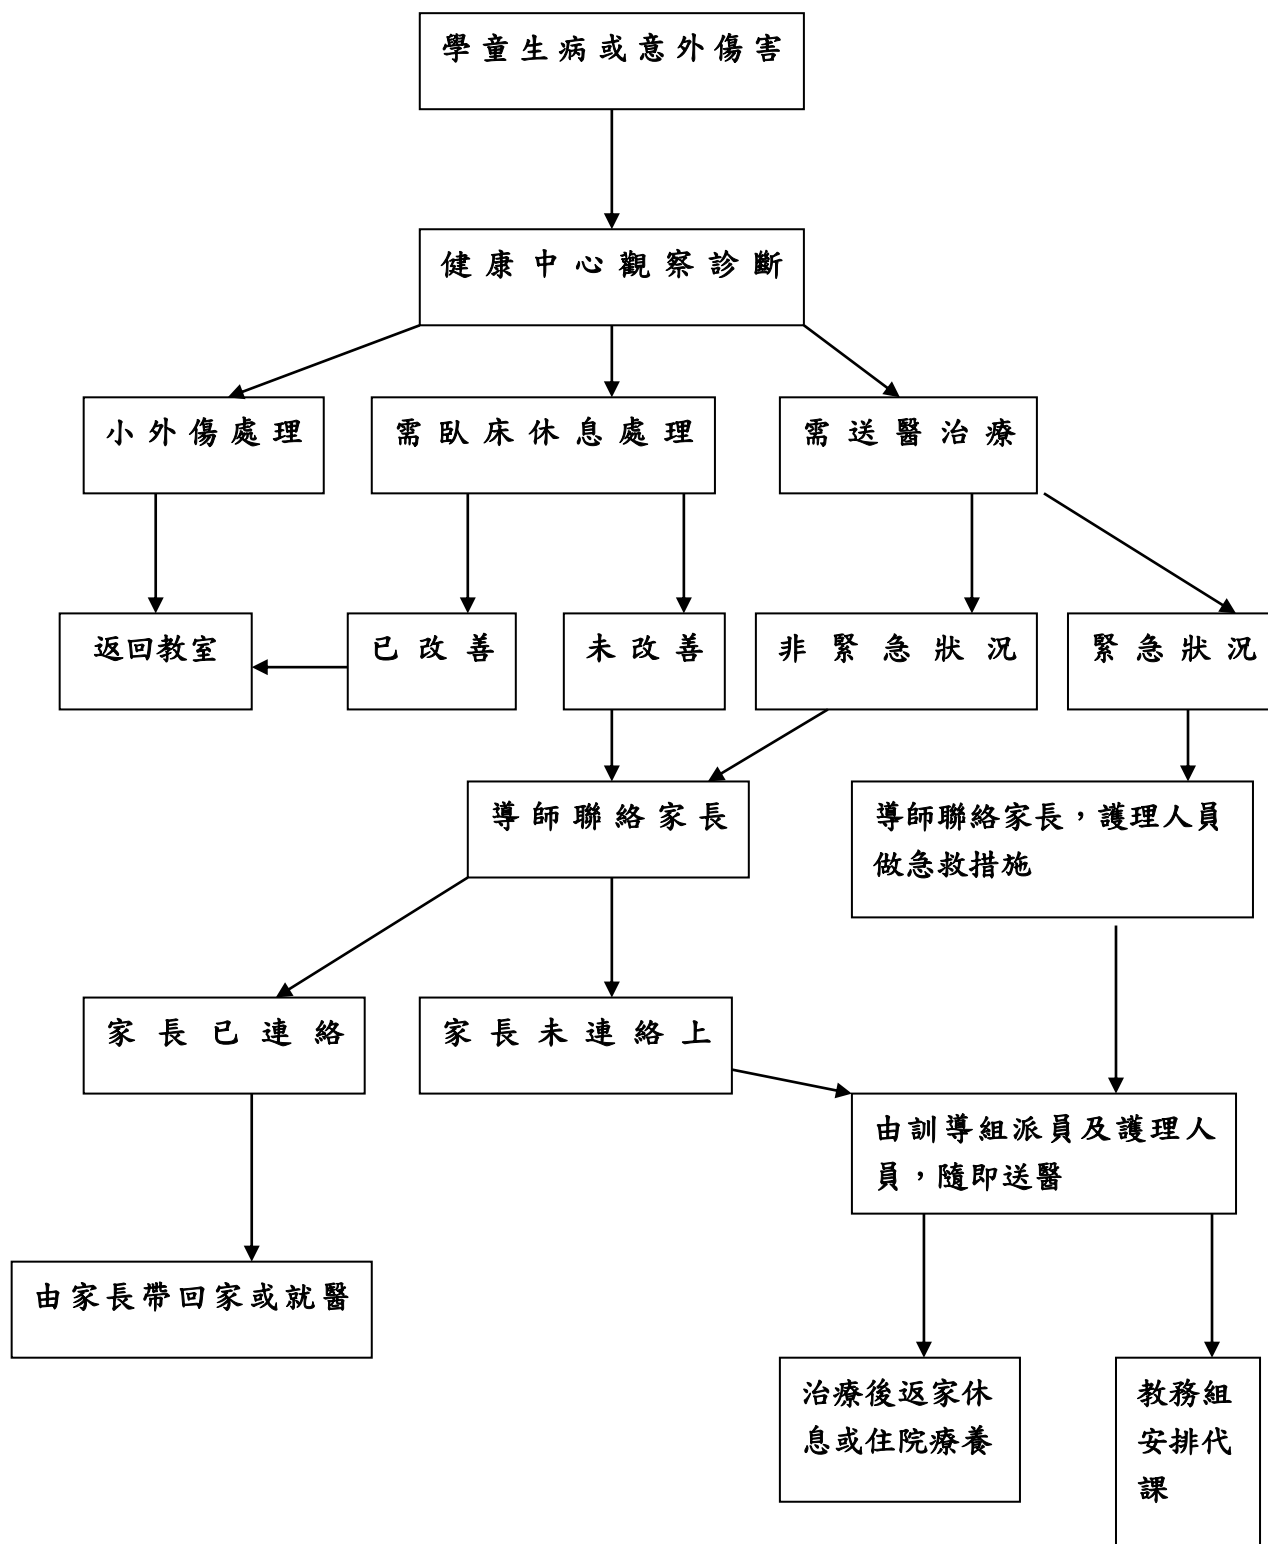 學童生病或意外傷害
健康中心觀察診斷
小外傷處理
需臥床休息處理
需送醫治療
返回教室
已改善
未改善
非緊急狀況
緊急狀況
導師聯絡家長
導師聯絡家長，護理人員
做急救措施
家長已連絡
家長未連絡上
由訓導組派員及護理人
員，隨即送醫
由家長帶回家或就醫
治療後返家休
息或住院療養
教務組
安排代
課